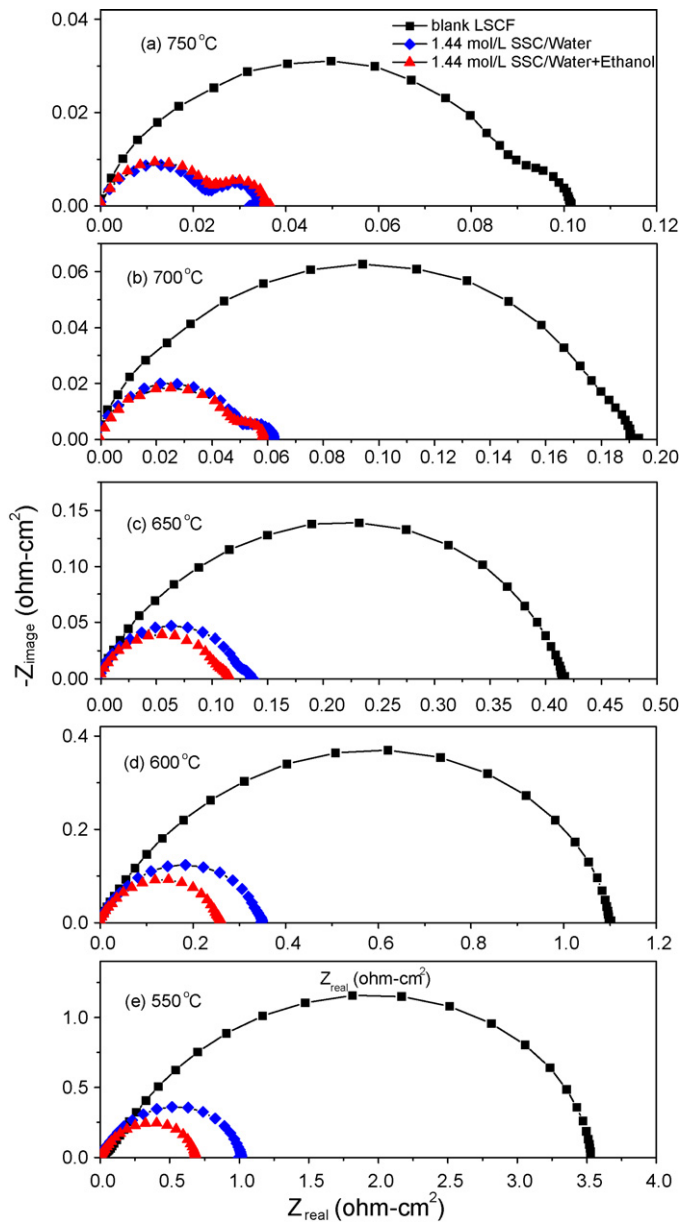 (a) 750°C
blank LSCF
1.44 mol/L SSC/Water
1.44 mol/L SSC/Water+Ethanol
0.04
0.03
0.02
0.01
0.00
0.00 0.02 0.04 0.06 0.08 0.10 0.12
(b) 700°C
0.06
0.04
0.02
0.00
0.00 0.02 0.04 0.06 0.08 0.10 0.12 0.14 0.16 0.18 0.20
(c) 650°C
0.15
0.10
0.05
0.00
0.00 0.05 0.10 0.15 0.20 0.25 0.30 0.35 0.40 0.45 0.50
-Zimage (ohm-cm²)
(d) 600°C
0.4
0.2
0.0
0.0 0.2 0.4 0.6 0.8 1.0 1.2
Zreal (ohm-cm²)
(e) 550°C
1.0
0.5
0.0
0.0 0.5 1.0 1.5 2.0 2.5 3.0 3.5 4.0
Zreal (ohm-cm²)